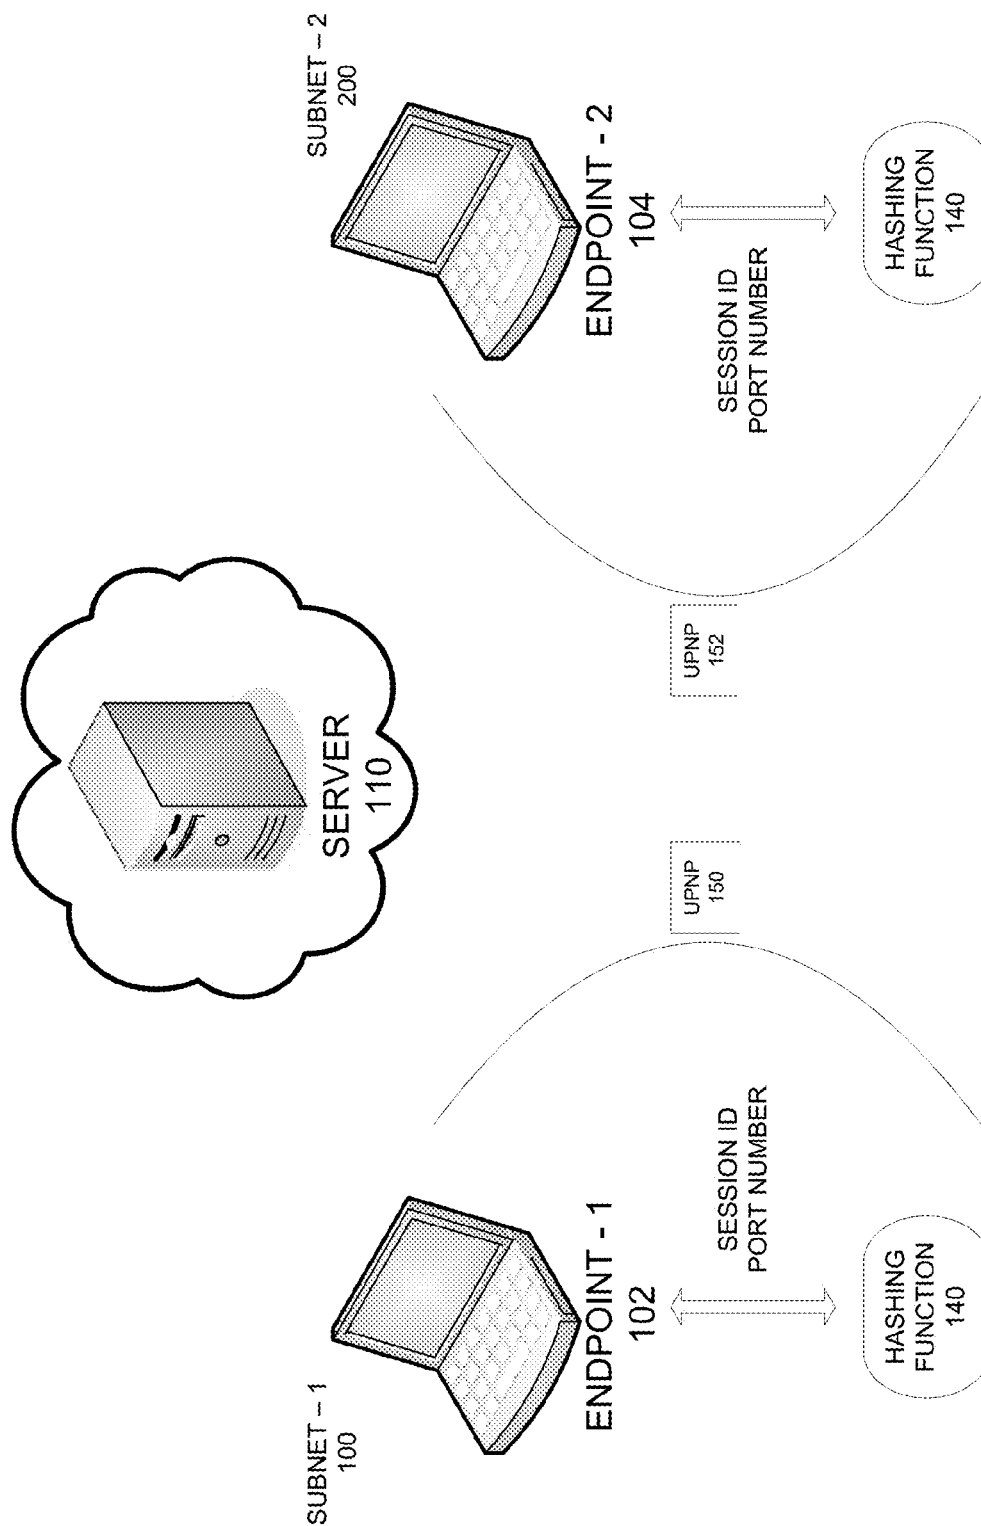 SUBNET – 1
100
ENDPOINT - 1
102
SESSION ID
PORT NUMBER
HASHING
FUNCTION
140
UPNP
150
SERVER
110
UPNP
152
SUBNET – 2
200
ENDPOINT - 2
104
SESSION ID
PORT NUMBER
HASHING
FUNCTION
140